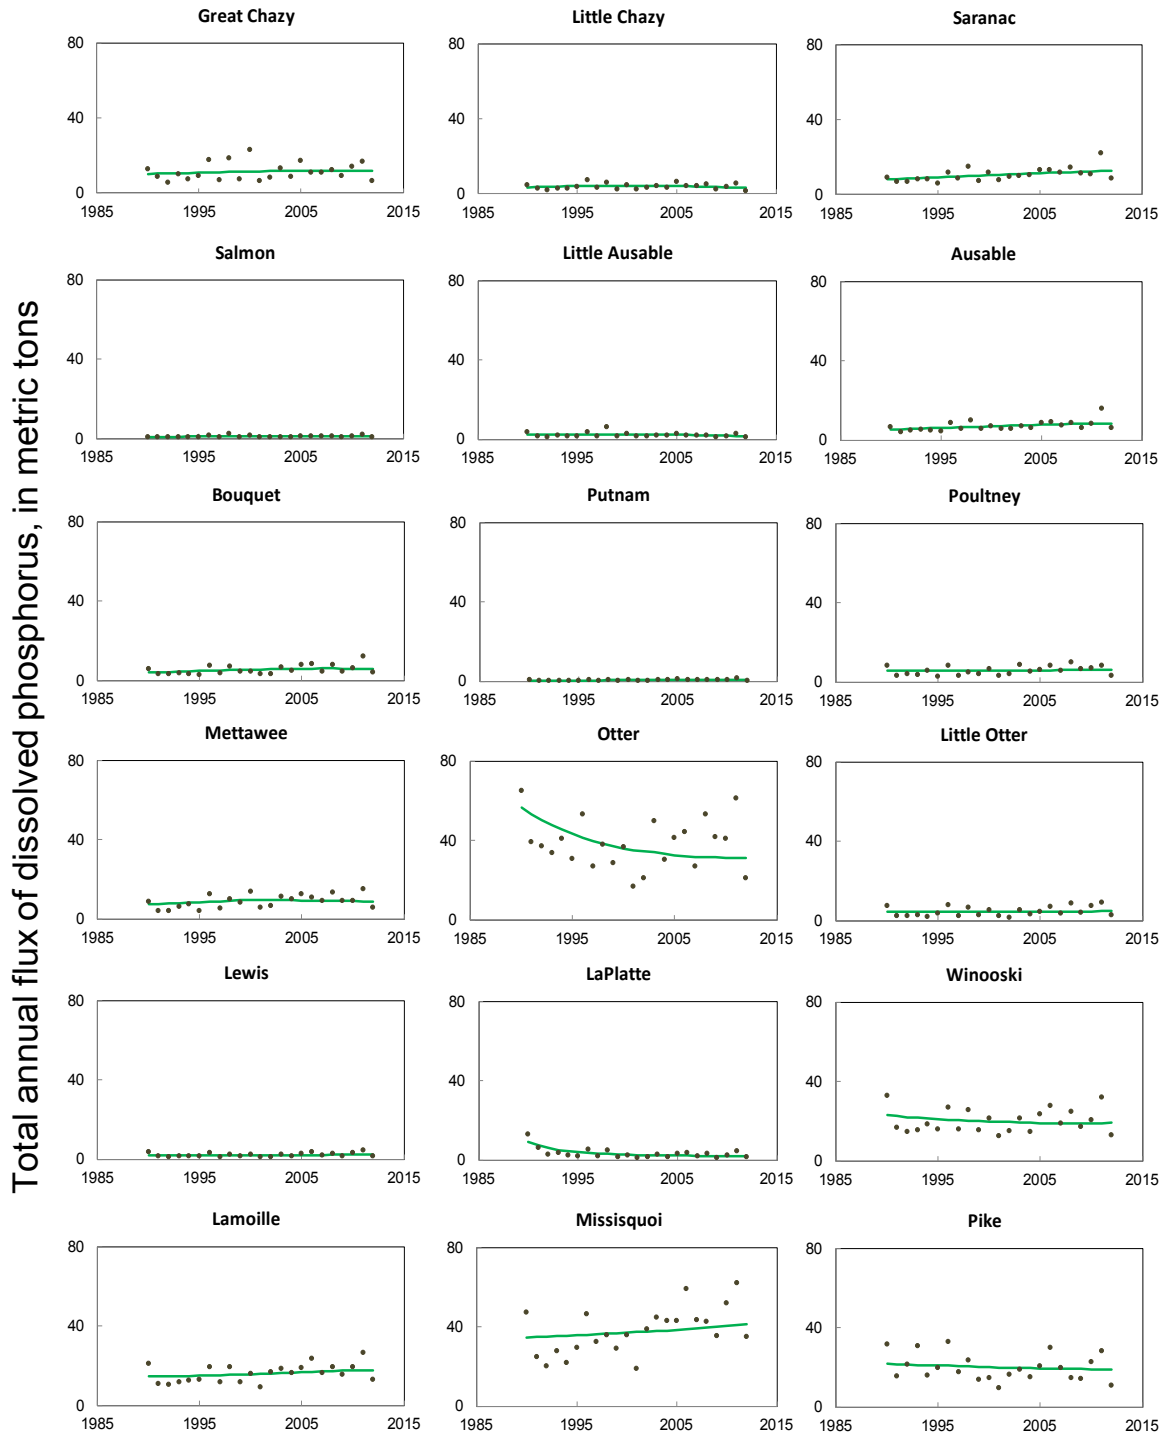 Total annual flux of dissolved phosphorus, in metric tons
Great Chazy
80
40
0
1985 1995 2005 2015
Little Chazy
80
40
0
1985 1995 2005 2015
Saranac
80
40
0
1985 1995 2005 2015
Salmon
80
40
0
1985 1995 2005 2015
Little Ausable
80
40
0
1985 1995 2005 2015
Ausable
80
40
0
1985 1995 2005 2015
Bouquet
80
40
0
1985 1995 2005 2015
Putnam
80
40
0
1985 1995 2005 2015
Poultney
80
40
0
1985 1995 2005 2015
Mettawee
80
40
0
1985 1995 2005 2015
Otter
80
40
0
1985 1995 2005 2015
Little Otter
80
40
0
1985 1995 2005 2015
Lewis
80
40
0
1985 1995 2005 2015
LaPlatte
80
40
0
1985 1995 2005 2015
Winooski
80
40
0
1985 1995 2005 2015
Lamoille
80
40
0
1985 1995 2005 2015
Missisquoi
80
40
0
1985 1995 2005 2015
Pike
80
40
0
1985 1995 2005 2015